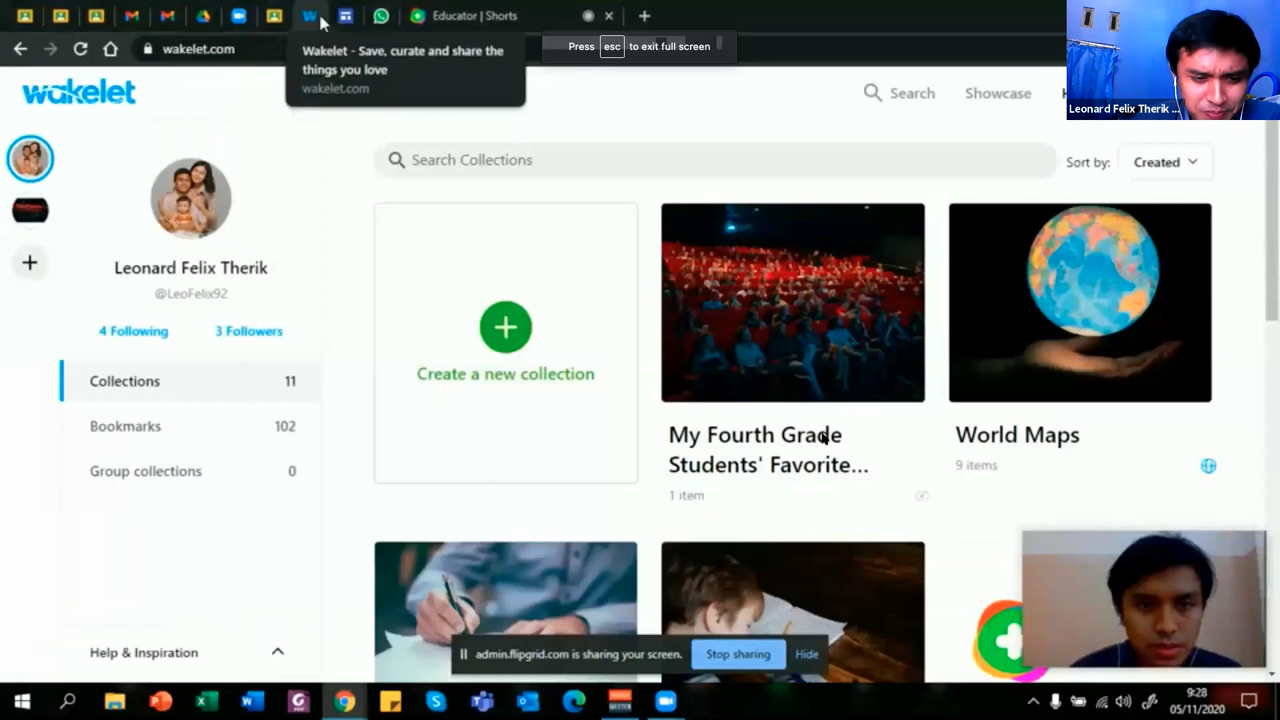 Educator | Shorts
wakelet.com
Wakelet - Save, curate and share the
things you love
wakelet.com
Press esc to exit full screen
Leonard Felix Therik ...
wakelet
Search
Showcase
Search Collections
Sort by:
Created
Leonard Felix Therik
@LeoFelix92
4 Following
3 Followers
Collections 11
Bookmarks 102
Group collections 0
Help & Inspiration
Create a new collection
My Fourth Grade
Students' Favorite...
1 item
World Maps
9 items
admin.flipgrid.com is sharing your screen.
Stop sharing
Hide
9:28
05/11/2020